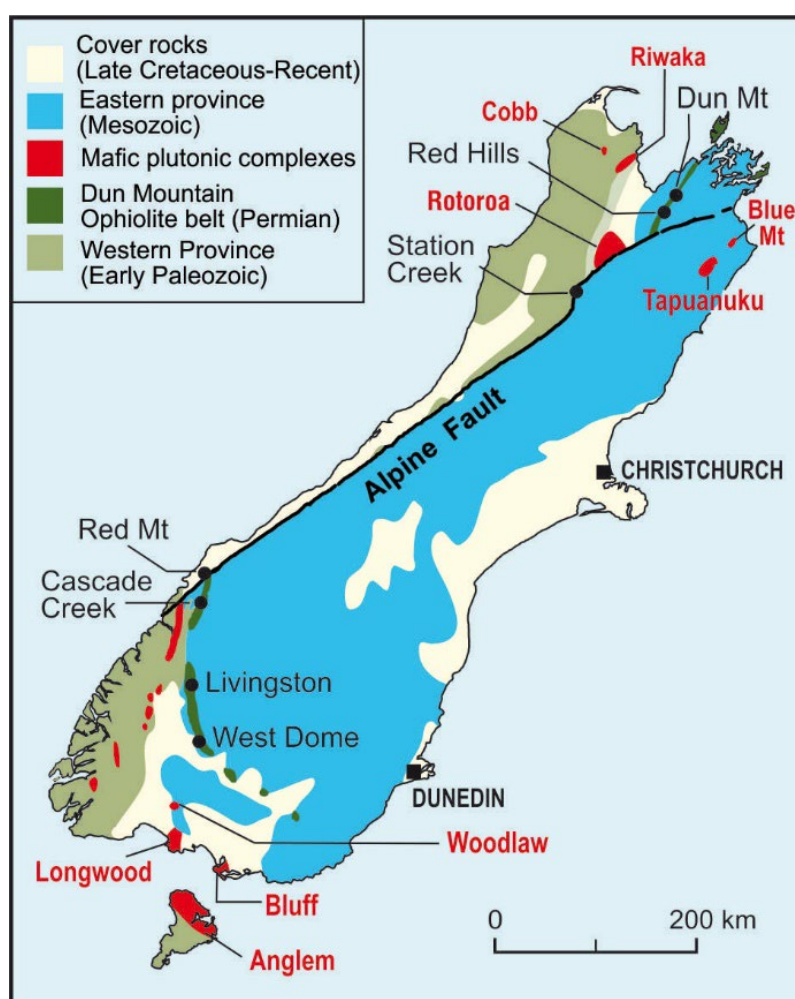 Cover rocks
(Late Cretaceous-Recent)
Eastern province
(Mesozoic)
Mafic plutonic complexes
Dun Mountain
Ophiolite belt (Permian)
Western Province
(Early Paleozoic)
Riwaka
Cobb
Dun Mt
Red Hills
Rotoroa
Blue
Mt
Station
Creek
Tapuanuku
Alpine Fault
CHRISTCHURCH
Red Mt
Cascade
Creek
Livingston
West Dome
DUNEDIN
Woodlaw
Longwood
Bluff
Anglem
0 200 km